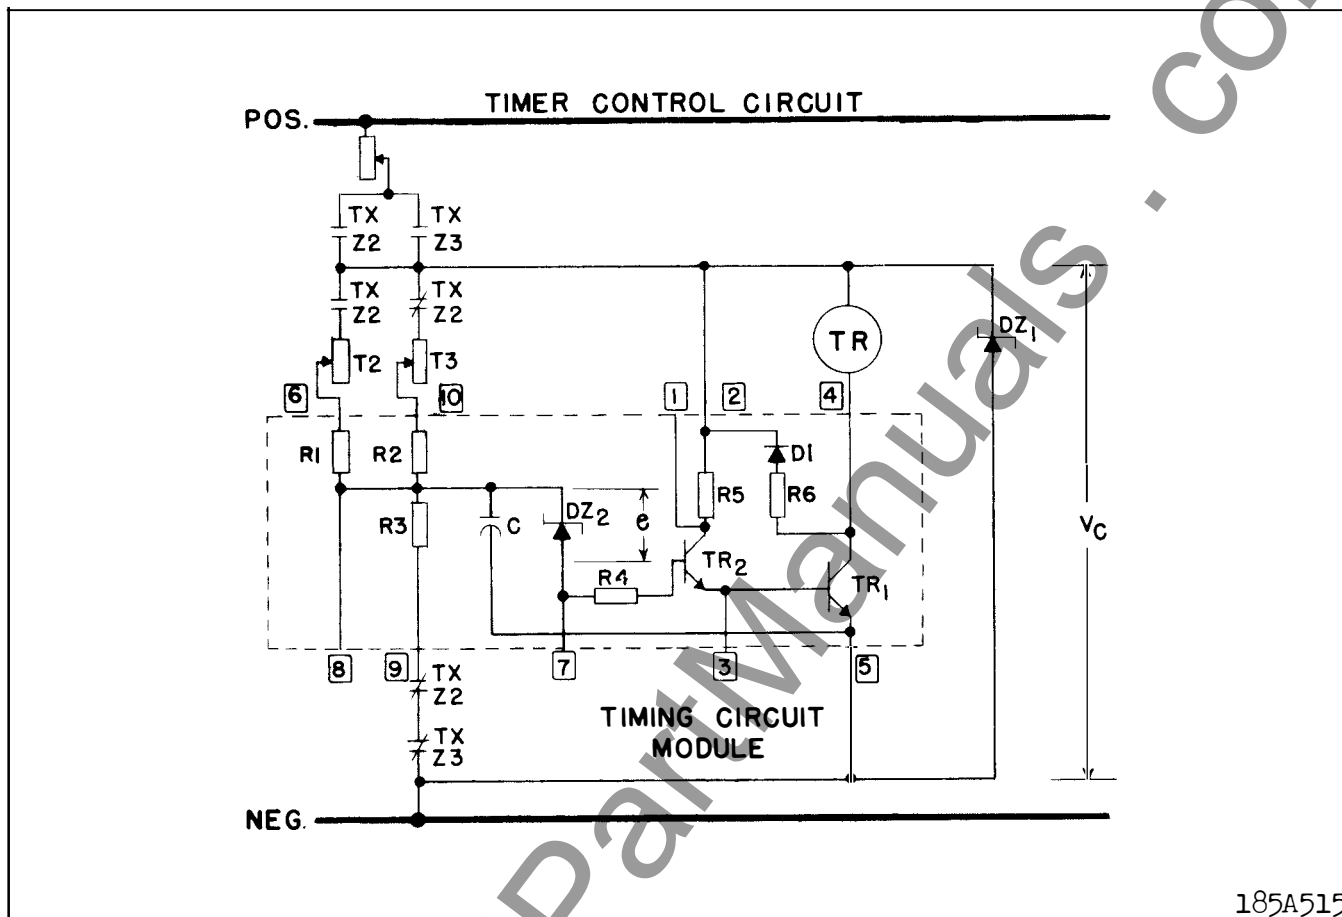 TIMER CONTROL CIRCUIT
POS.
TX
Z2
TX
Z3
TX
Z2
TX
Z2
T2
T3
TR
DZ1
6
10
1
2
4
R1
R2
R3
C
DZ2
e
R4
R5
D1
R6
TR2
TR1
VC
8
9
7
3
5
TX
Z2
TX
Z3
TIMING CIRCUIT
MODULE
NEG.
185A515
PartManuals . co